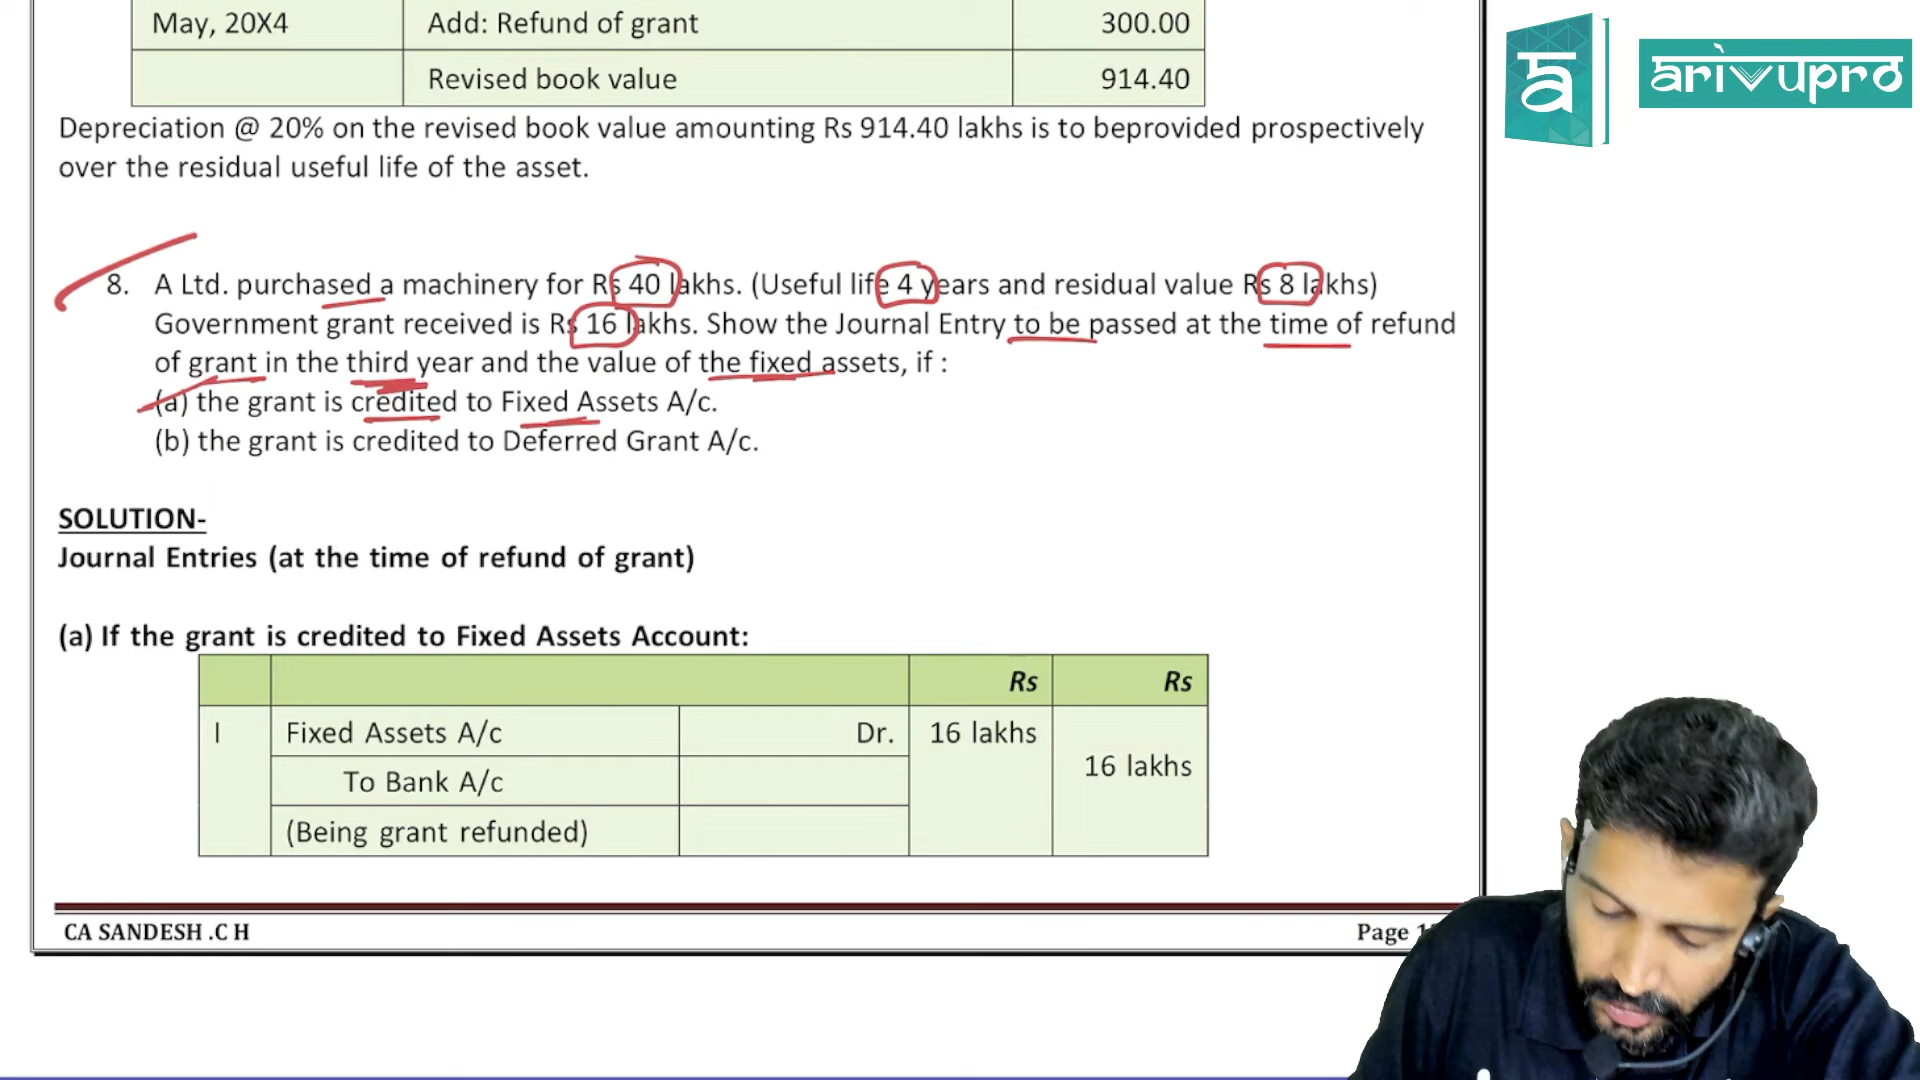 May, 20X4 Add: Refund of grant 300.00
Revised book value 914.40
Depreciation @ 20% on the revised book value amounting Rs 914.40 lakhs is to beprovided prospectively
over the residual useful life of the asset.
8. A Ltd. purchased a machinery for Rs 40 lakhs. (Useful life 4 years and residual value Rs 8 lakhs)
Government grant received is Rs 16 lakhs. Show the Journal Entry to be passed at the time of refund
of grant in the third year and the value of the fixed assets, if :
(a) the grant is credited to Fixed Assets A/c.
(b) the grant is credited to Deferred Grant A/c.
SOLUTION-
Journal Entries (at the time of refund of grant)
(a) If the grant is credited to Fixed Assets Account:
Rs Rs
I Fixed Assets A/c Dr. 16 lakhs
To Bank A/c 16 lakhs
(Being grant refunded)
CA SANDESH .C H Page
arivupro